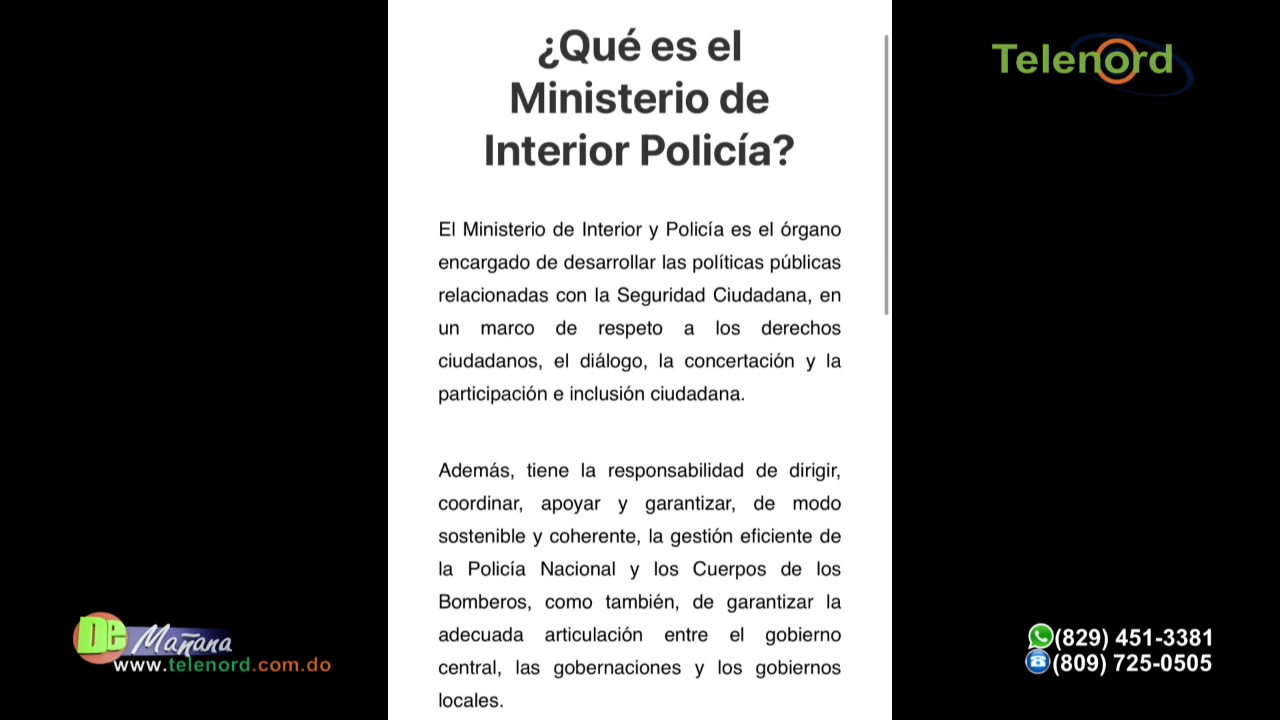 ¿Qué es el
Ministerio de
Interior Policía?
Telenord
El Ministerio de Interior y Policía es el órgano
encargado de desarrollar las políticas públicas
relacionadas con la Seguridad Ciudadana, en
un marco de respeto a los derechos
ciudadanos, el diálogo, la concertación y la
participación e inclusión ciudadana.
Además, tiene la responsabilidad de dirigir,
coordinar, apoyar y garantizar, de modo
sostenible y coherente, la gestión eficiente de
la Policía Nacional y los Cuerpos de los
Bomberos, como también, de garantizar la
adecuada articulación entre el gobierno
central, las gobernaciones y los gobiernos
locales.
De Mañana
www.telenord.com.do
(829) 451-3381
(809) 725-0505